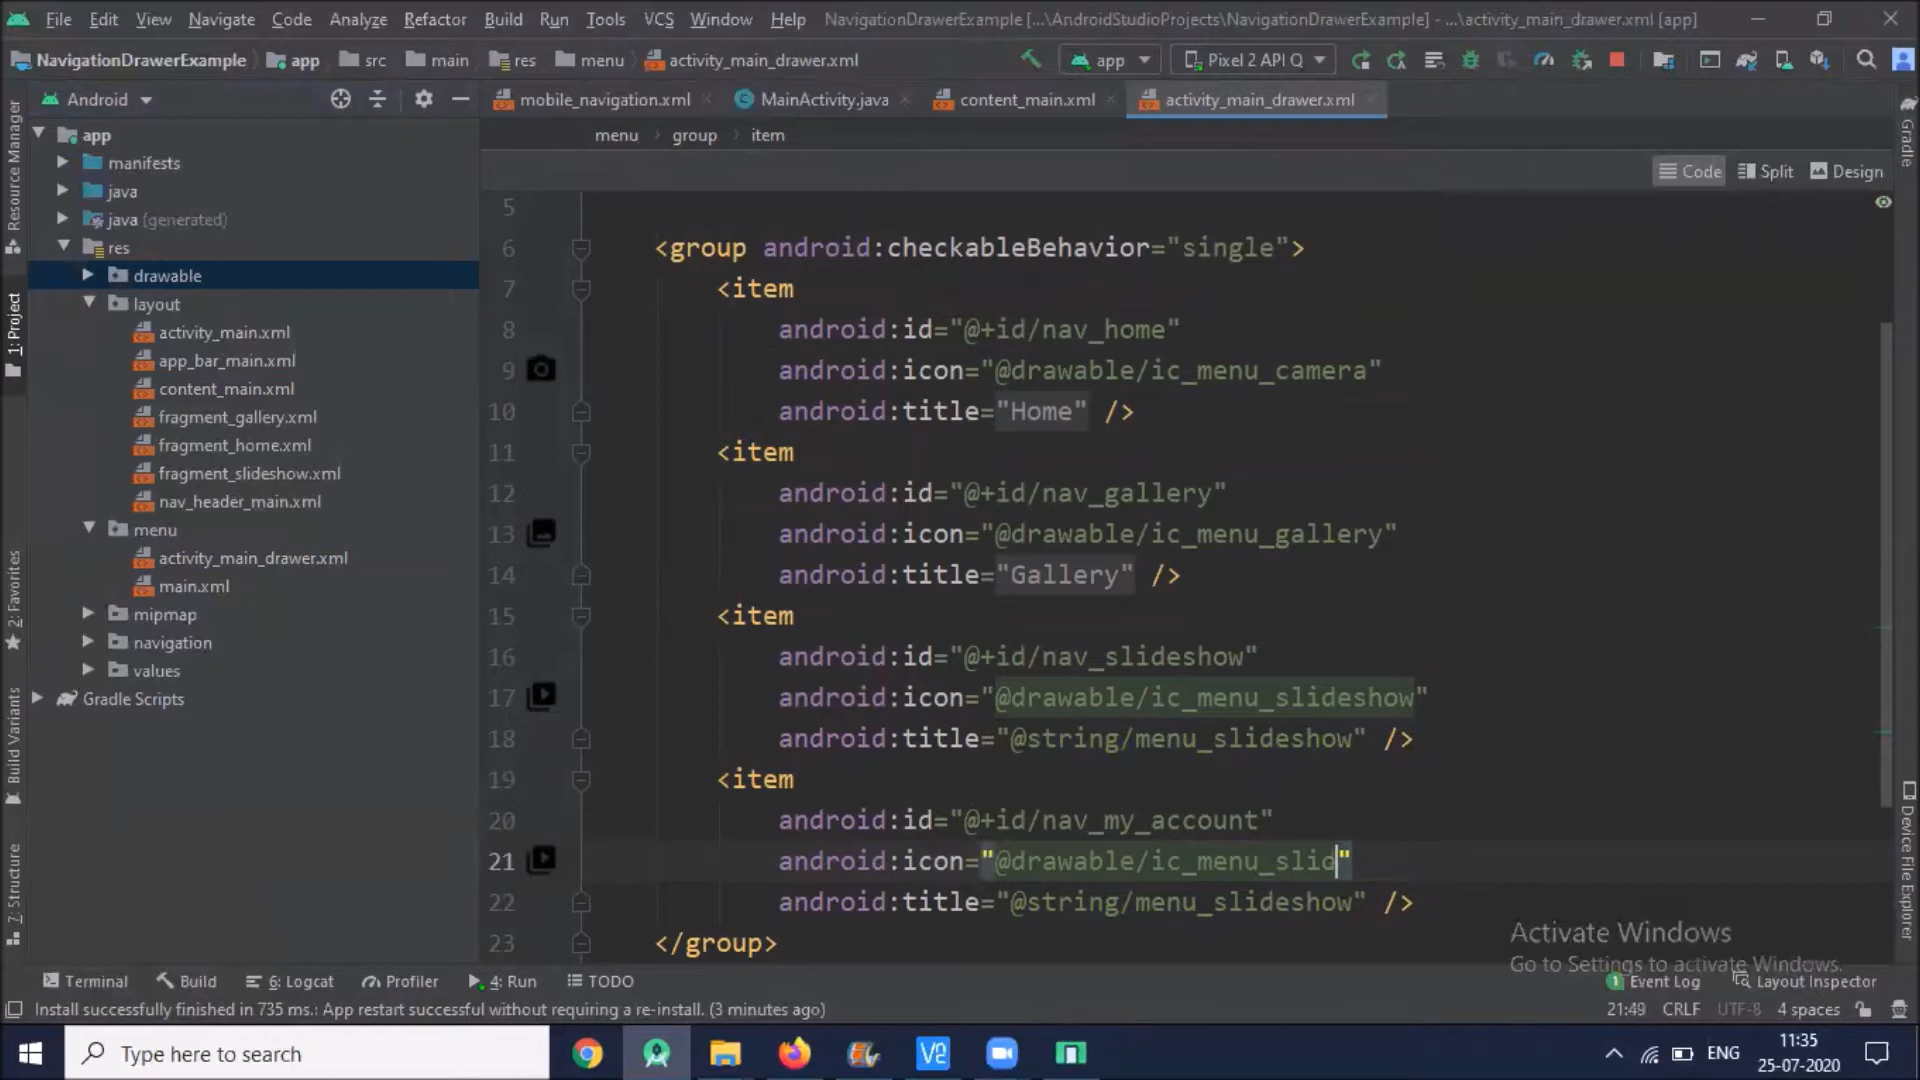 File Edit View Navigate Code Analyze Refactor Build Run Tools VCS Window Help NavigationDrawerExample [...\AndroidStudioProjects\NavigationDrawerExample] - ...\activity_main_drawer.xml [app]
NavigationDrawerExample app src main res menu activity_main_drawer.xml app Pixel 2 API Q
Android mobile_navigation.xml MainActivity.java content_main.xml activity_main_drawer.xml
menu group item
Code Split Design
Resource Manager
1: Project
2: Favorites
Build Variants
7: Structure
app
manifests
java
java (generated)
res
drawable
layout
activity_main.xml
app_bar_main.xml
content_main.xml
fragment_gallery.xml
fragment_home.xml
fragment_slideshow.xml
nav_header_main.xml
menu
activity_main_drawer.xml
main.xml
mipmap
navigation
values
Gradle Scripts
5
6 <group android:checkableBehavior="single">
7 <item
8 android:id="@+id/nav_home"
9 android:icon="@drawable/ic_menu_camera"
10 android:title="Home" />
11 <item
12 android:id="@+id/nav_gallery"
13 android:icon="@drawable/ic_menu_gallery"
14 android:title="Gallery" />
15 <item
16 android:id="@+id/nav_slideshow"
17 android:icon="@drawable/ic_menu_slideshow"
18 android:title="@string/menu_slideshow" />
19 <item
20 android:id="@+id/nav_my_account"
21 android:icon="@drawable/ic_menu_slid"
22 android:title="@string/menu_slideshow" />
23 </group>
Gradle
Device File Explorer
Activate Windows
Go to Settings to activate Windows.
Terminal Build 6: Logcat Profiler 4: Run TODO 1 Event Log Layout Inspector
Install successfully finished in 735 ms.: App restart successful without requiring a re-install. (3 minutes ago) 21:49 CRLF UTF-8 4 spaces
Type here to search V2 ENG 11:35
25-07-2020